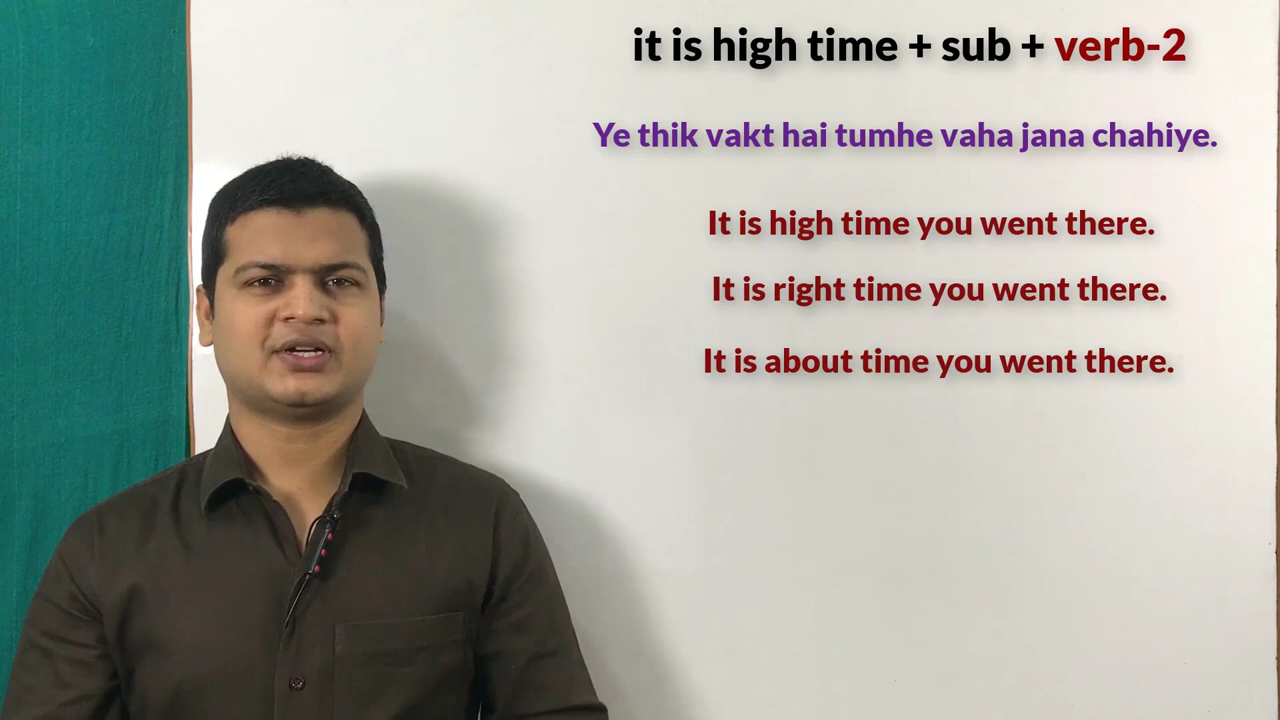 it is high time + sub + verb-2
Ye thik vakt hai tumhe vaha jana chahiye.
It is high time you went there.
It is right time you went there.
It is about time you went there.